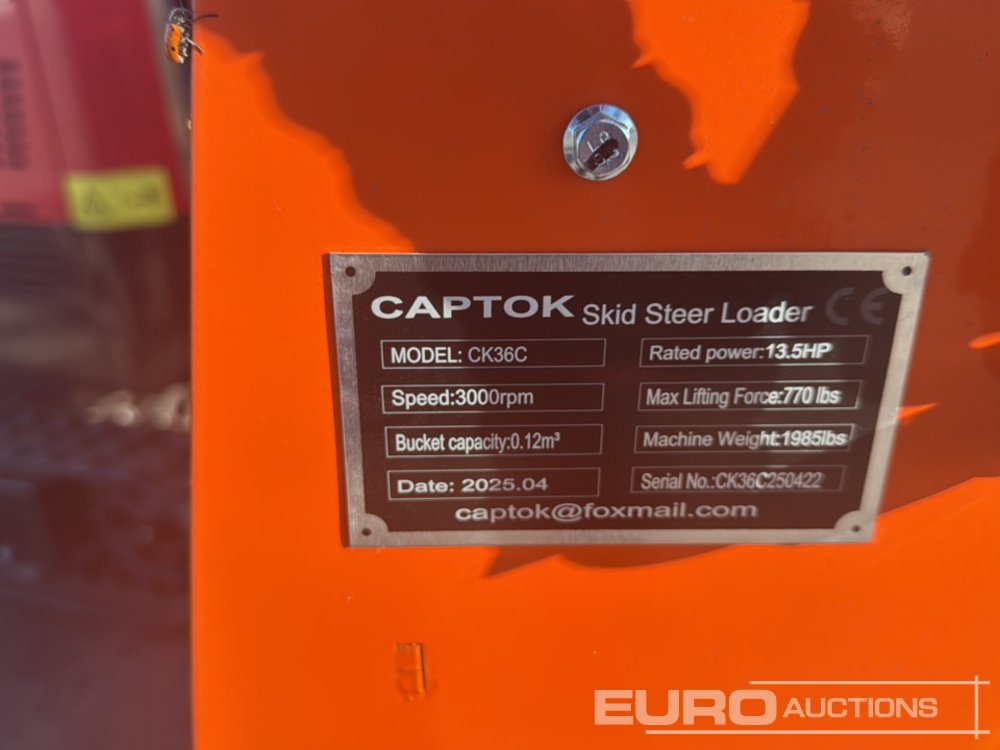 CAPTOK Skid Steer Loader CE
MODEL: CK36C
Rated power:13.5HP
Speed:3000rpm
Max Lifting Force:770 lbs
Bucket capacity:0.12m³
Machine Weight:1985lbs
Date: 2025.04
Serial No.:CK36C250422
captok@foxmail.com
EURO AUCTIONS